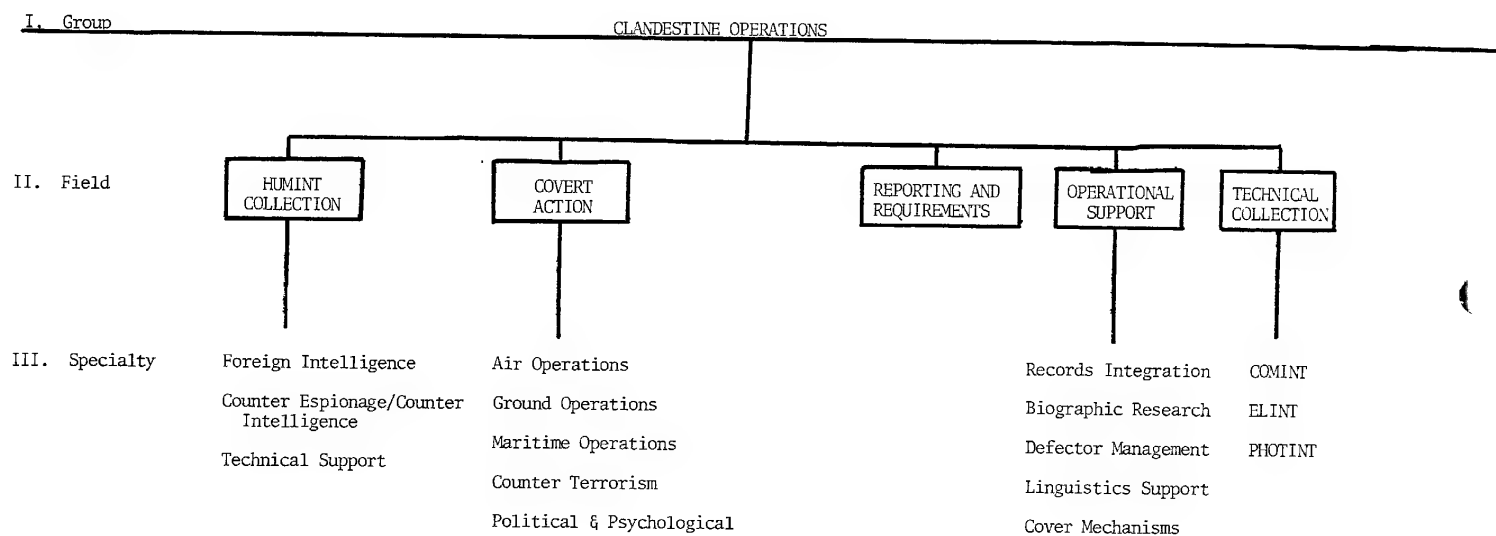 I. Group
CLANDESTINE OPERATIONS
II. Field
HUMINT
COLLECTION
COVERT
ACTION
REPORTING AND
REQUIREMENTS
OPERATIONAL
SUPPORT
TECHNICAL
COLLECTION
III. Specialty
Foreign Intelligence
Counter Espionage/Counter
Intelligence
Technical Support
Air Operations
Ground Operations
Maritime Operations
Counter Terrorism
Political & Psychological
Records Integration
Biographic Research
Defector Management
Linguistics Support
Cover Mechanisms
COMINT
ELINT
PHOTINT